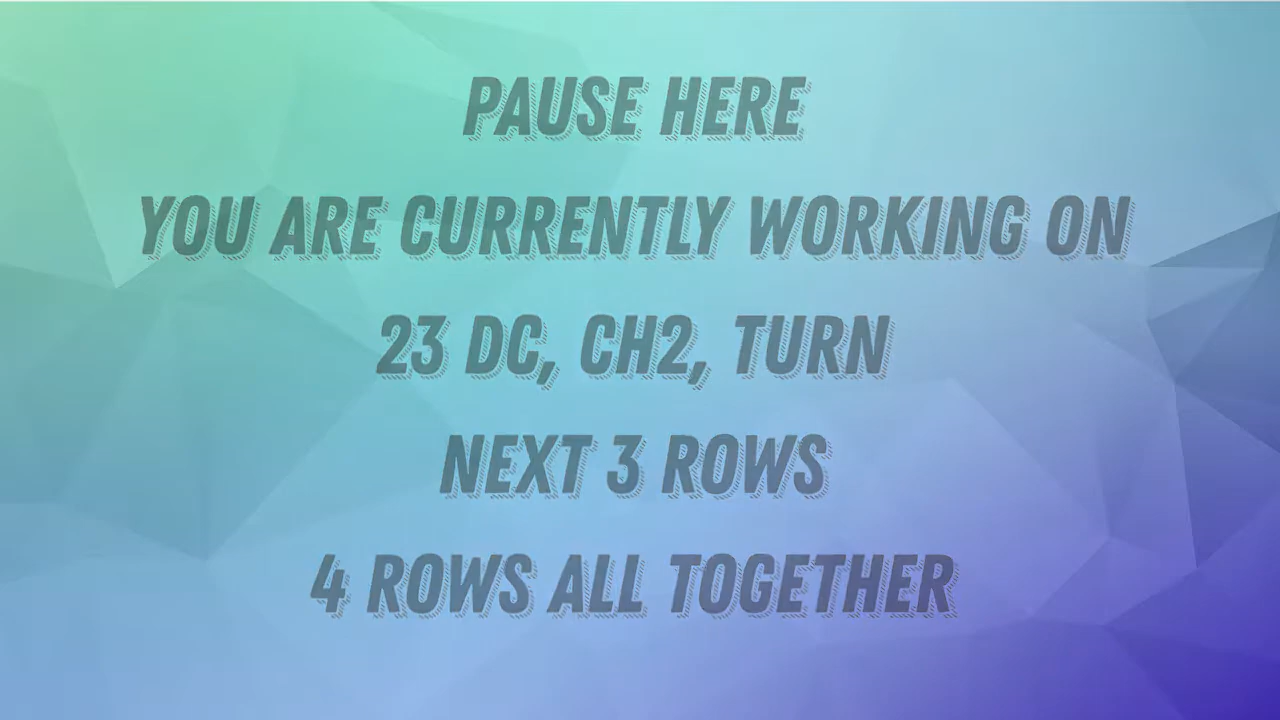 PAUSE HERE
YOU ARE CURRENTLY WORKING ON
23 DC, CH2, TURN
NEXT 3 ROWS
4 ROWS ALL TOGETHER